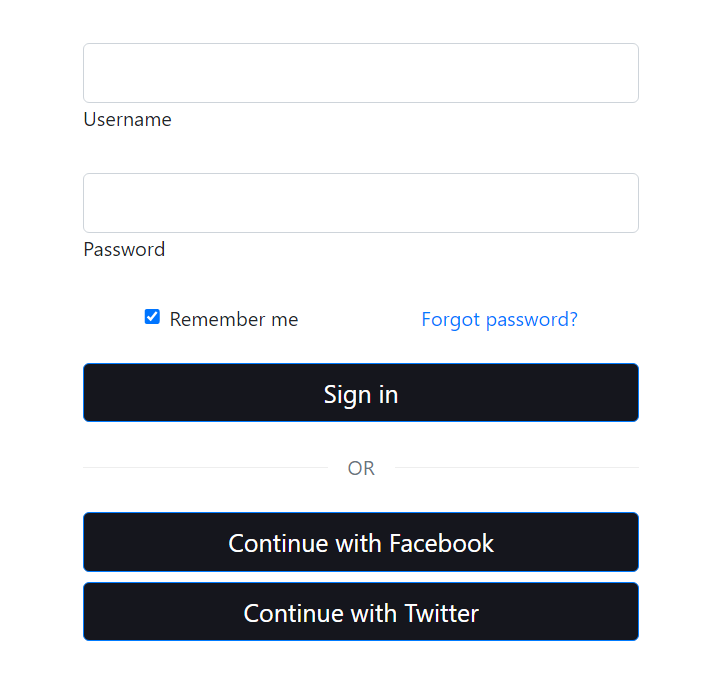 Username
Password
Remember me Forgot password?
Sign in
OR
Continue with Facebook
Continue with Twitter